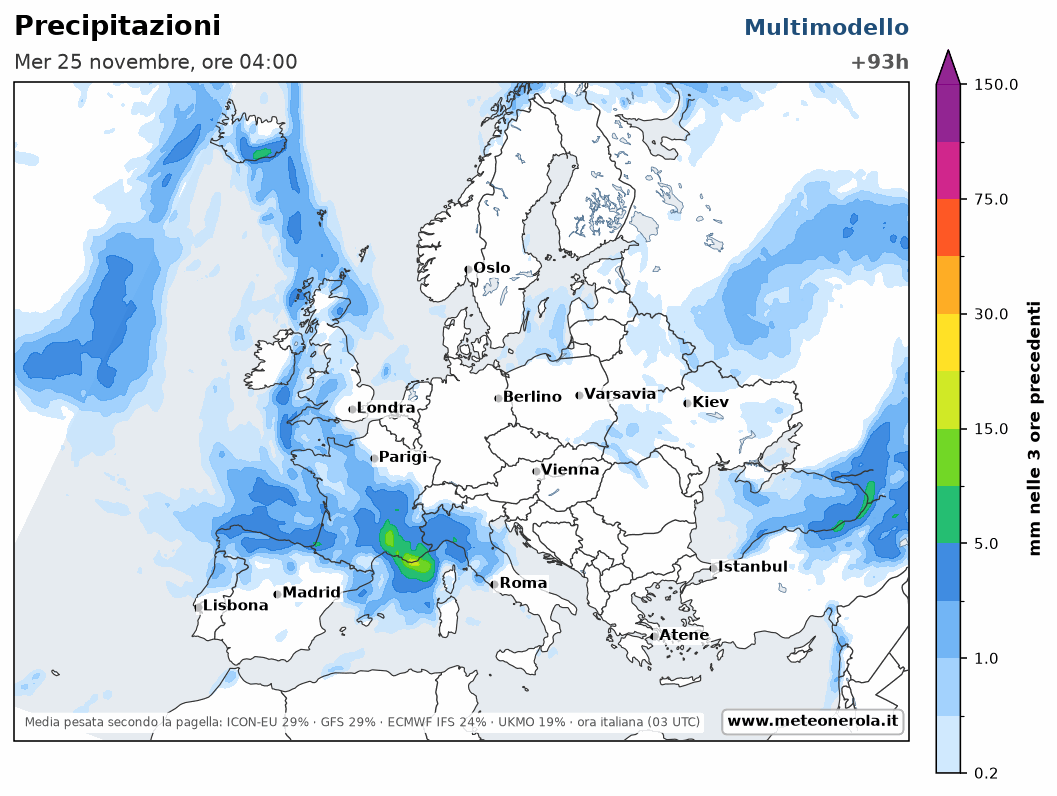 Precipitazioni
Multimodello
Mer 25 novembre, ore 04:00
+93h
150.0
75.0
30.0
15.0
5.0
1.0
0.2
mm nelle 3 ore precedenti
Oslo
Berlino
Varsavia
Kiev
Londra
Parigi
Vienna
Istanbul
Roma
Madrid
Lisbona
Atene
Media pesata secondo la pagella: ICON-EU 29% · GFS 29% · ECMWF IFS 24% · UKMO 19% · ora italiana (03 UTC)
www.meteonerola.it